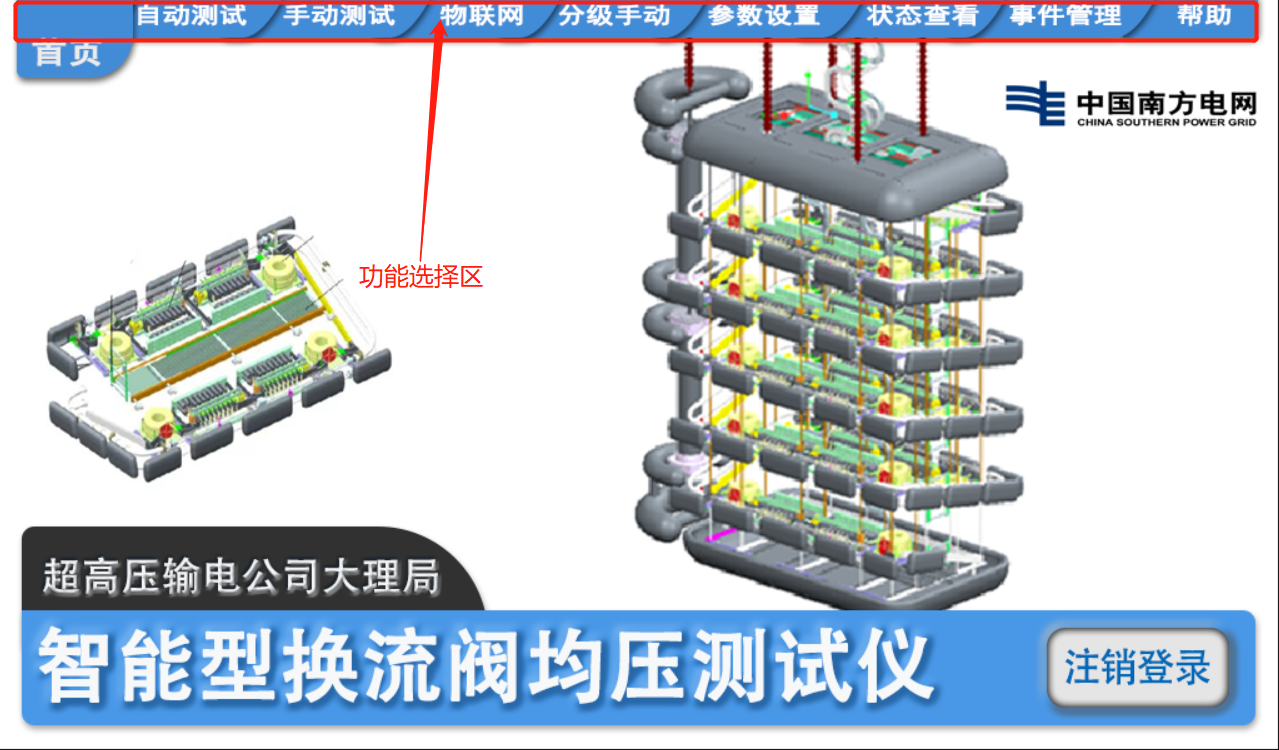 自动测试 手动测试 物联网 分级手动 参数设置 状态查看 事件管理 帮助
首页
中国南方电网
CHINA SOUTHERN POWER GRID
功能选择区
超高压输电公司大理局
智能型换流阀均压测试仪
注销登录